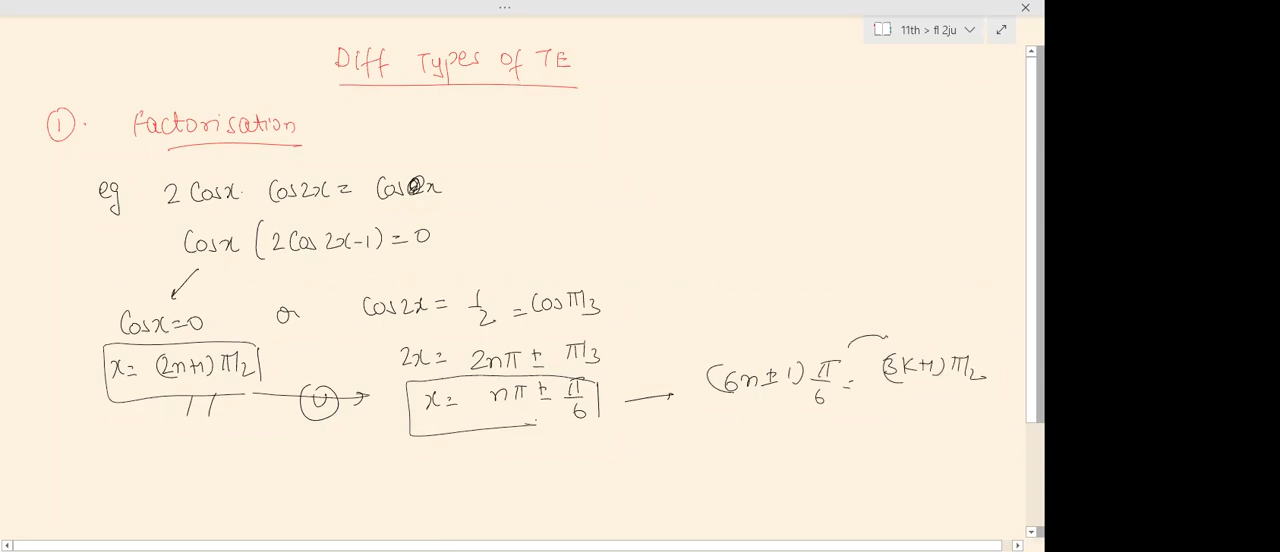 11th > fl 2ju
Diff Types of TE
①. Factorisation
eg 2 Cosx. Cos2x = Cosx
Cosx (2Cos2x-1) = 0
Cosx=0 or Cos2x = 1/2 = Cosπ/3
x = (2n+1)π/2 2x = 2nπ ± π/3
x = nπ ± π/6 (6n±1)π/6 = (3k+1)π/2